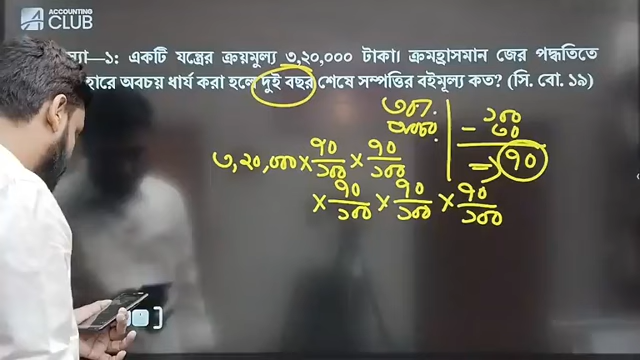 ACCOUNTING
CLUB
১: একটি যন্ত্রের ক্রয়মূল্য ৩,২০,০০০ টাকা। ক্রমহ্রাসমান জের পদ্ধতিতে
হারে অবচয় ধার্য করা হলে দুই বছর শেষে সম্পত্তির বইমূল্য কত? (সি. বো. ১৯)
১০০
- ৩০
৭০
৩,২০,০০০ × ৭০/১০০ × ৭০/১০০
× ৭০/১০০ × ৭০/১০০ × ৭০/১০০